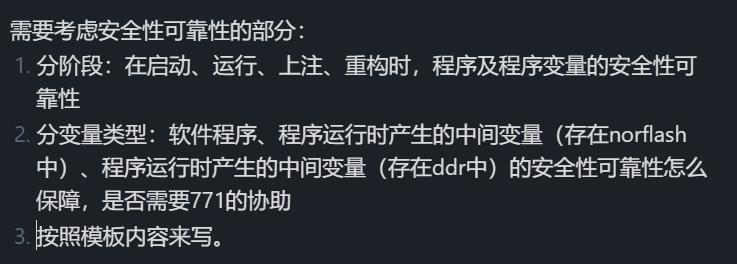 需要考虑安全性可靠性的部分：
1. 分阶段：在启动、运行、上注、重构时，程序及程序变量的安全性可
靠性
2. 分变量类型：软件程序、程序运行时产生的中间变量（存在norflash
中）、程序运行时产生的中间变量（存在ddr中）的安全性可靠性怎么
保障，是否需要771的协助
3. 按照模板内容来写。